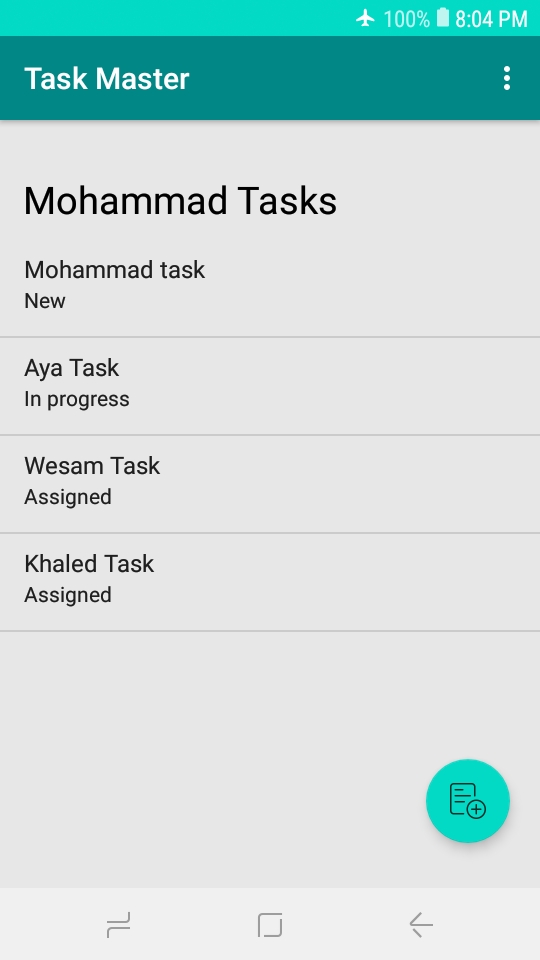 100% 8:04 PM
Task Master
Mohammad Tasks
Mohammad task
New
Aya Task
In progress
Wesam Task
Assigned
Khaled Task
Assigned